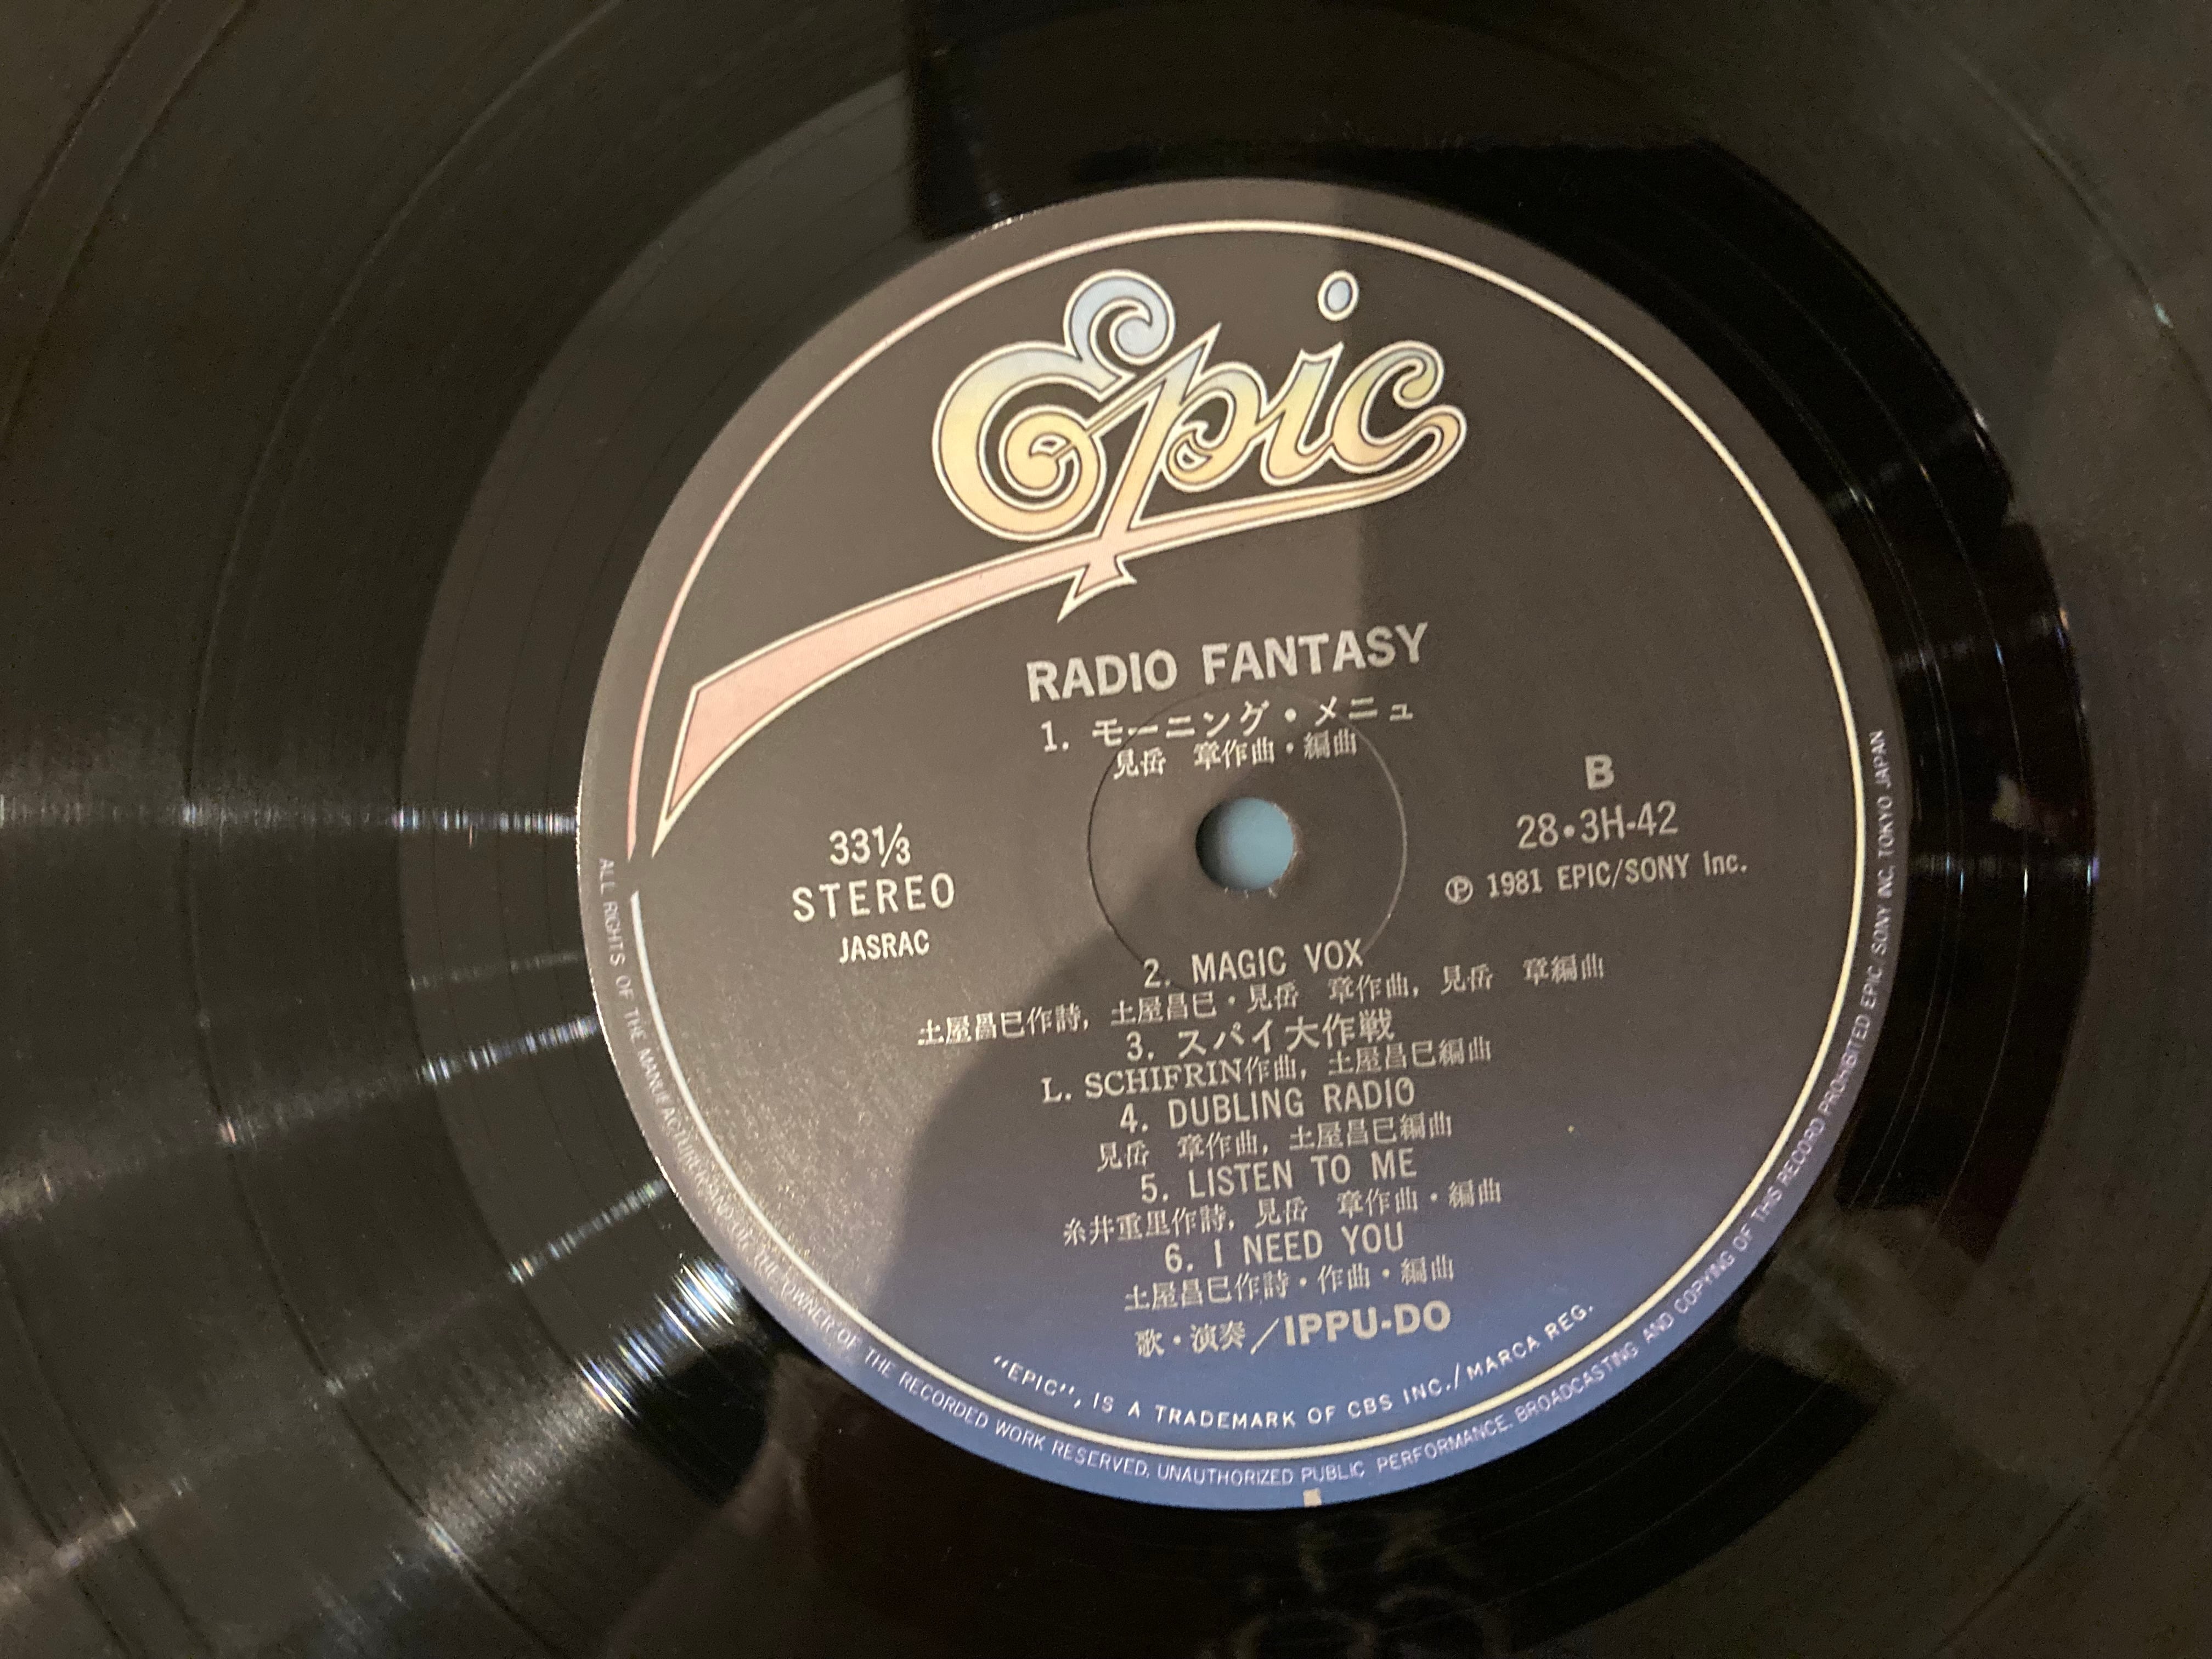 Epic
RADIO FANTASY
1. モーニング・メニュ
見岳 章作曲・編曲
33⅓
STEREO
JASRAC
B
28・3H-42
Ⓟ 1981 EPIC/SONY Inc.
2. MAGIC VOX
土屋昌巳作詩, 土屋昌巳・見岳 章作曲, 見岳 章編曲
3. スパイ大作戦
L. SCHIFRIN作曲, 土屋昌巳編曲
4. DUBLING RADIO
見岳 章作曲, 土屋昌巳編曲
5. LISTEN TO ME
糸井重里作詩, 見岳 章作曲・編曲
6. I NEED YOU
土屋昌巳作詩・作曲・編曲
歌・演奏/IPPU-DO
"EPIC", IS A TRADEMARK OF CBS INC./MARCA REG.
ALL RIGHTS OF THE MANUFACTURER AND OF THE OWNER OF THE RECORDED WORK RESERVED. UNAUTHORIZED PUBLIC PERFORMANCE. BROADCASTING AND COPYING OF THIS RECORD PROHIBITED EPIC/SONY INC. TOKYO JAPAN